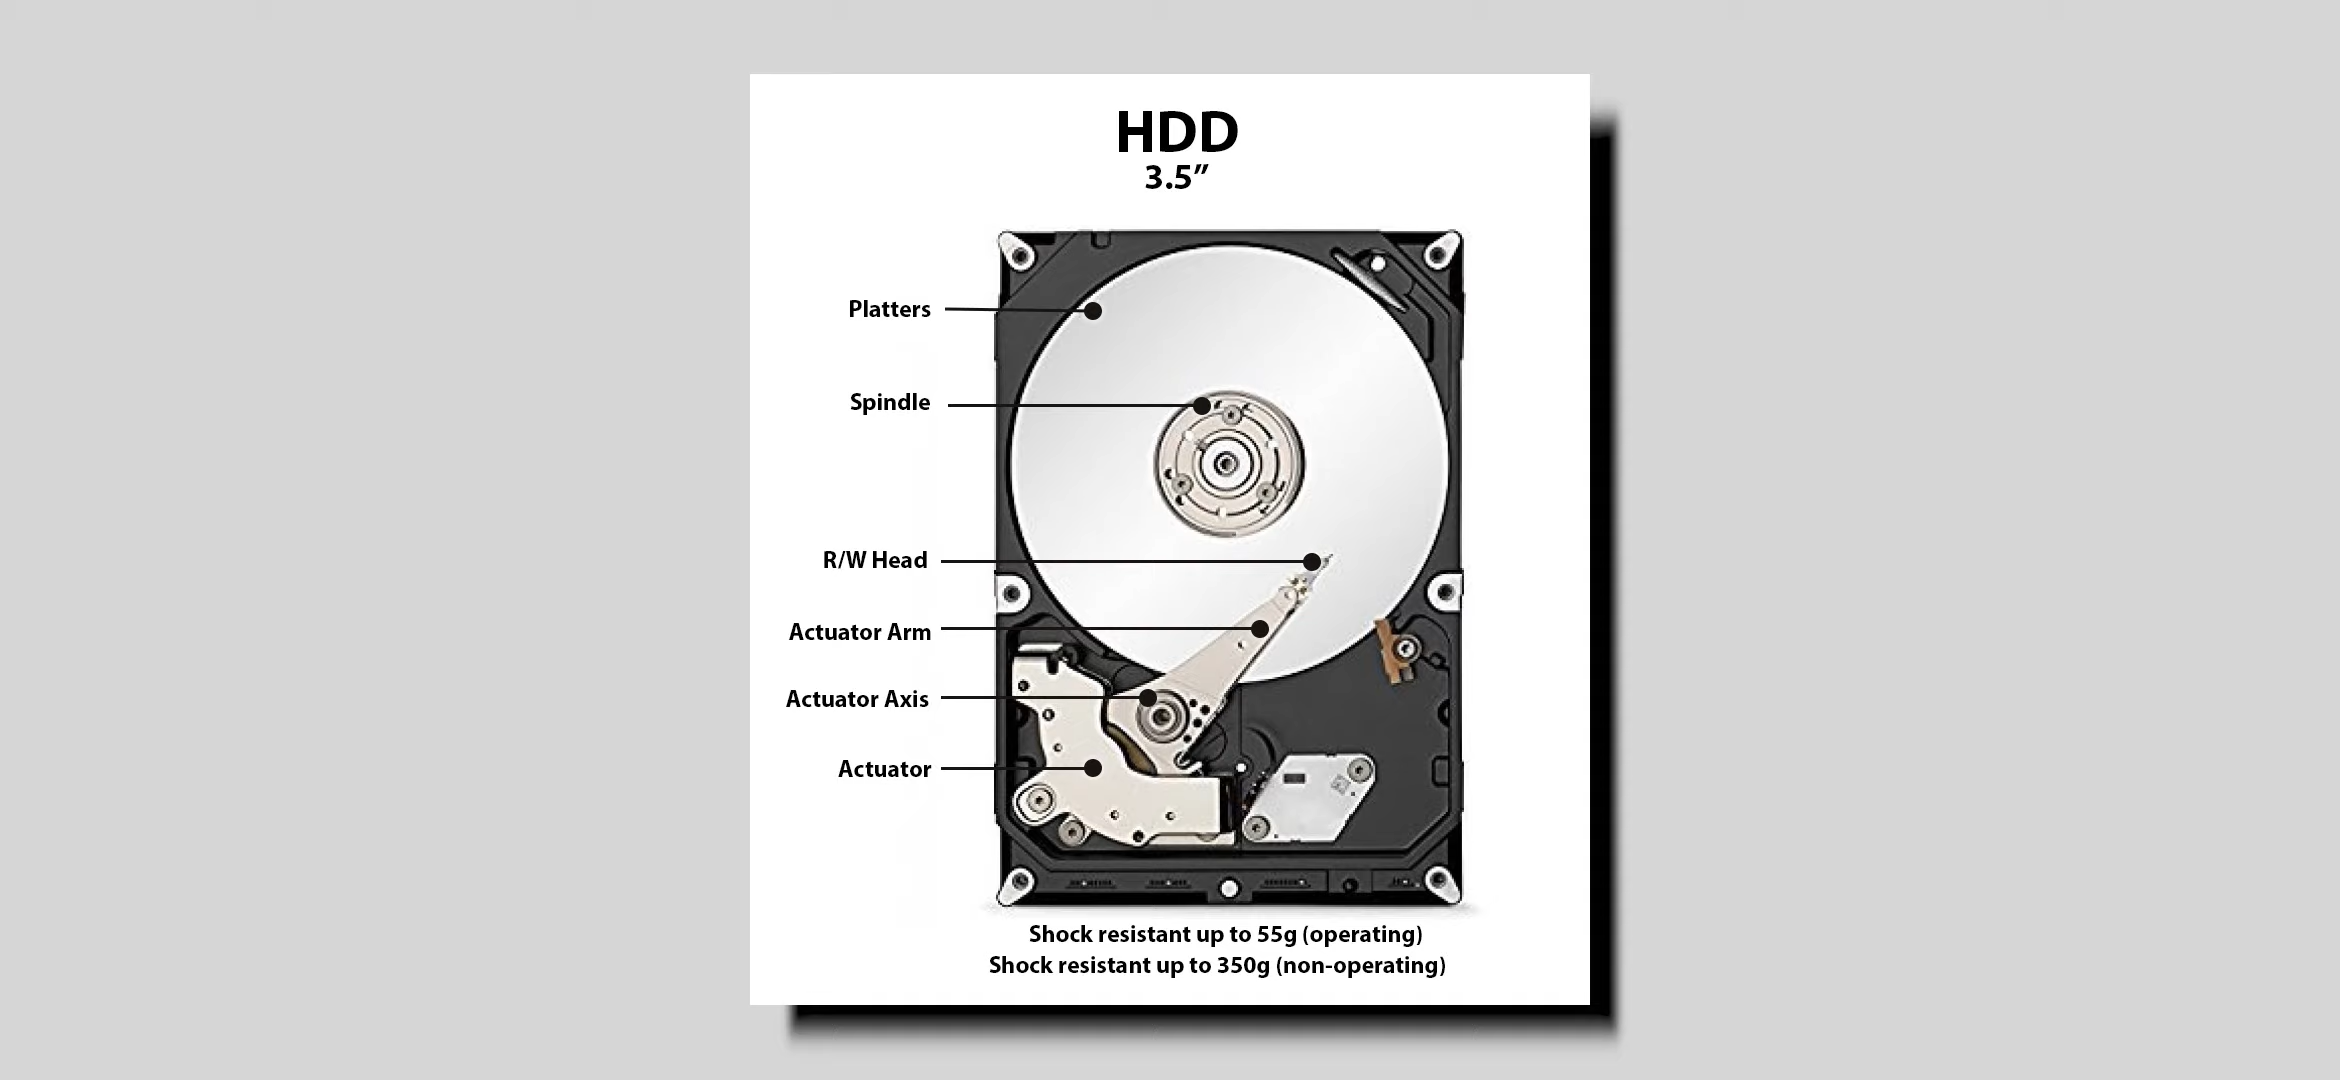 HDD
3.5”
Platters
Spindle
R/W Head
Actuator Arm
Actuator Axis
Actuator
Shock resistant up to 55g (operating)
Shock resistant up to 350g (non-operating)